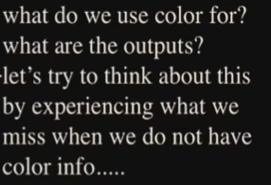 what do we use color for?
what are the outputs?
let's try to think about this
by experiencing what we
miss when we do not have
color info.....